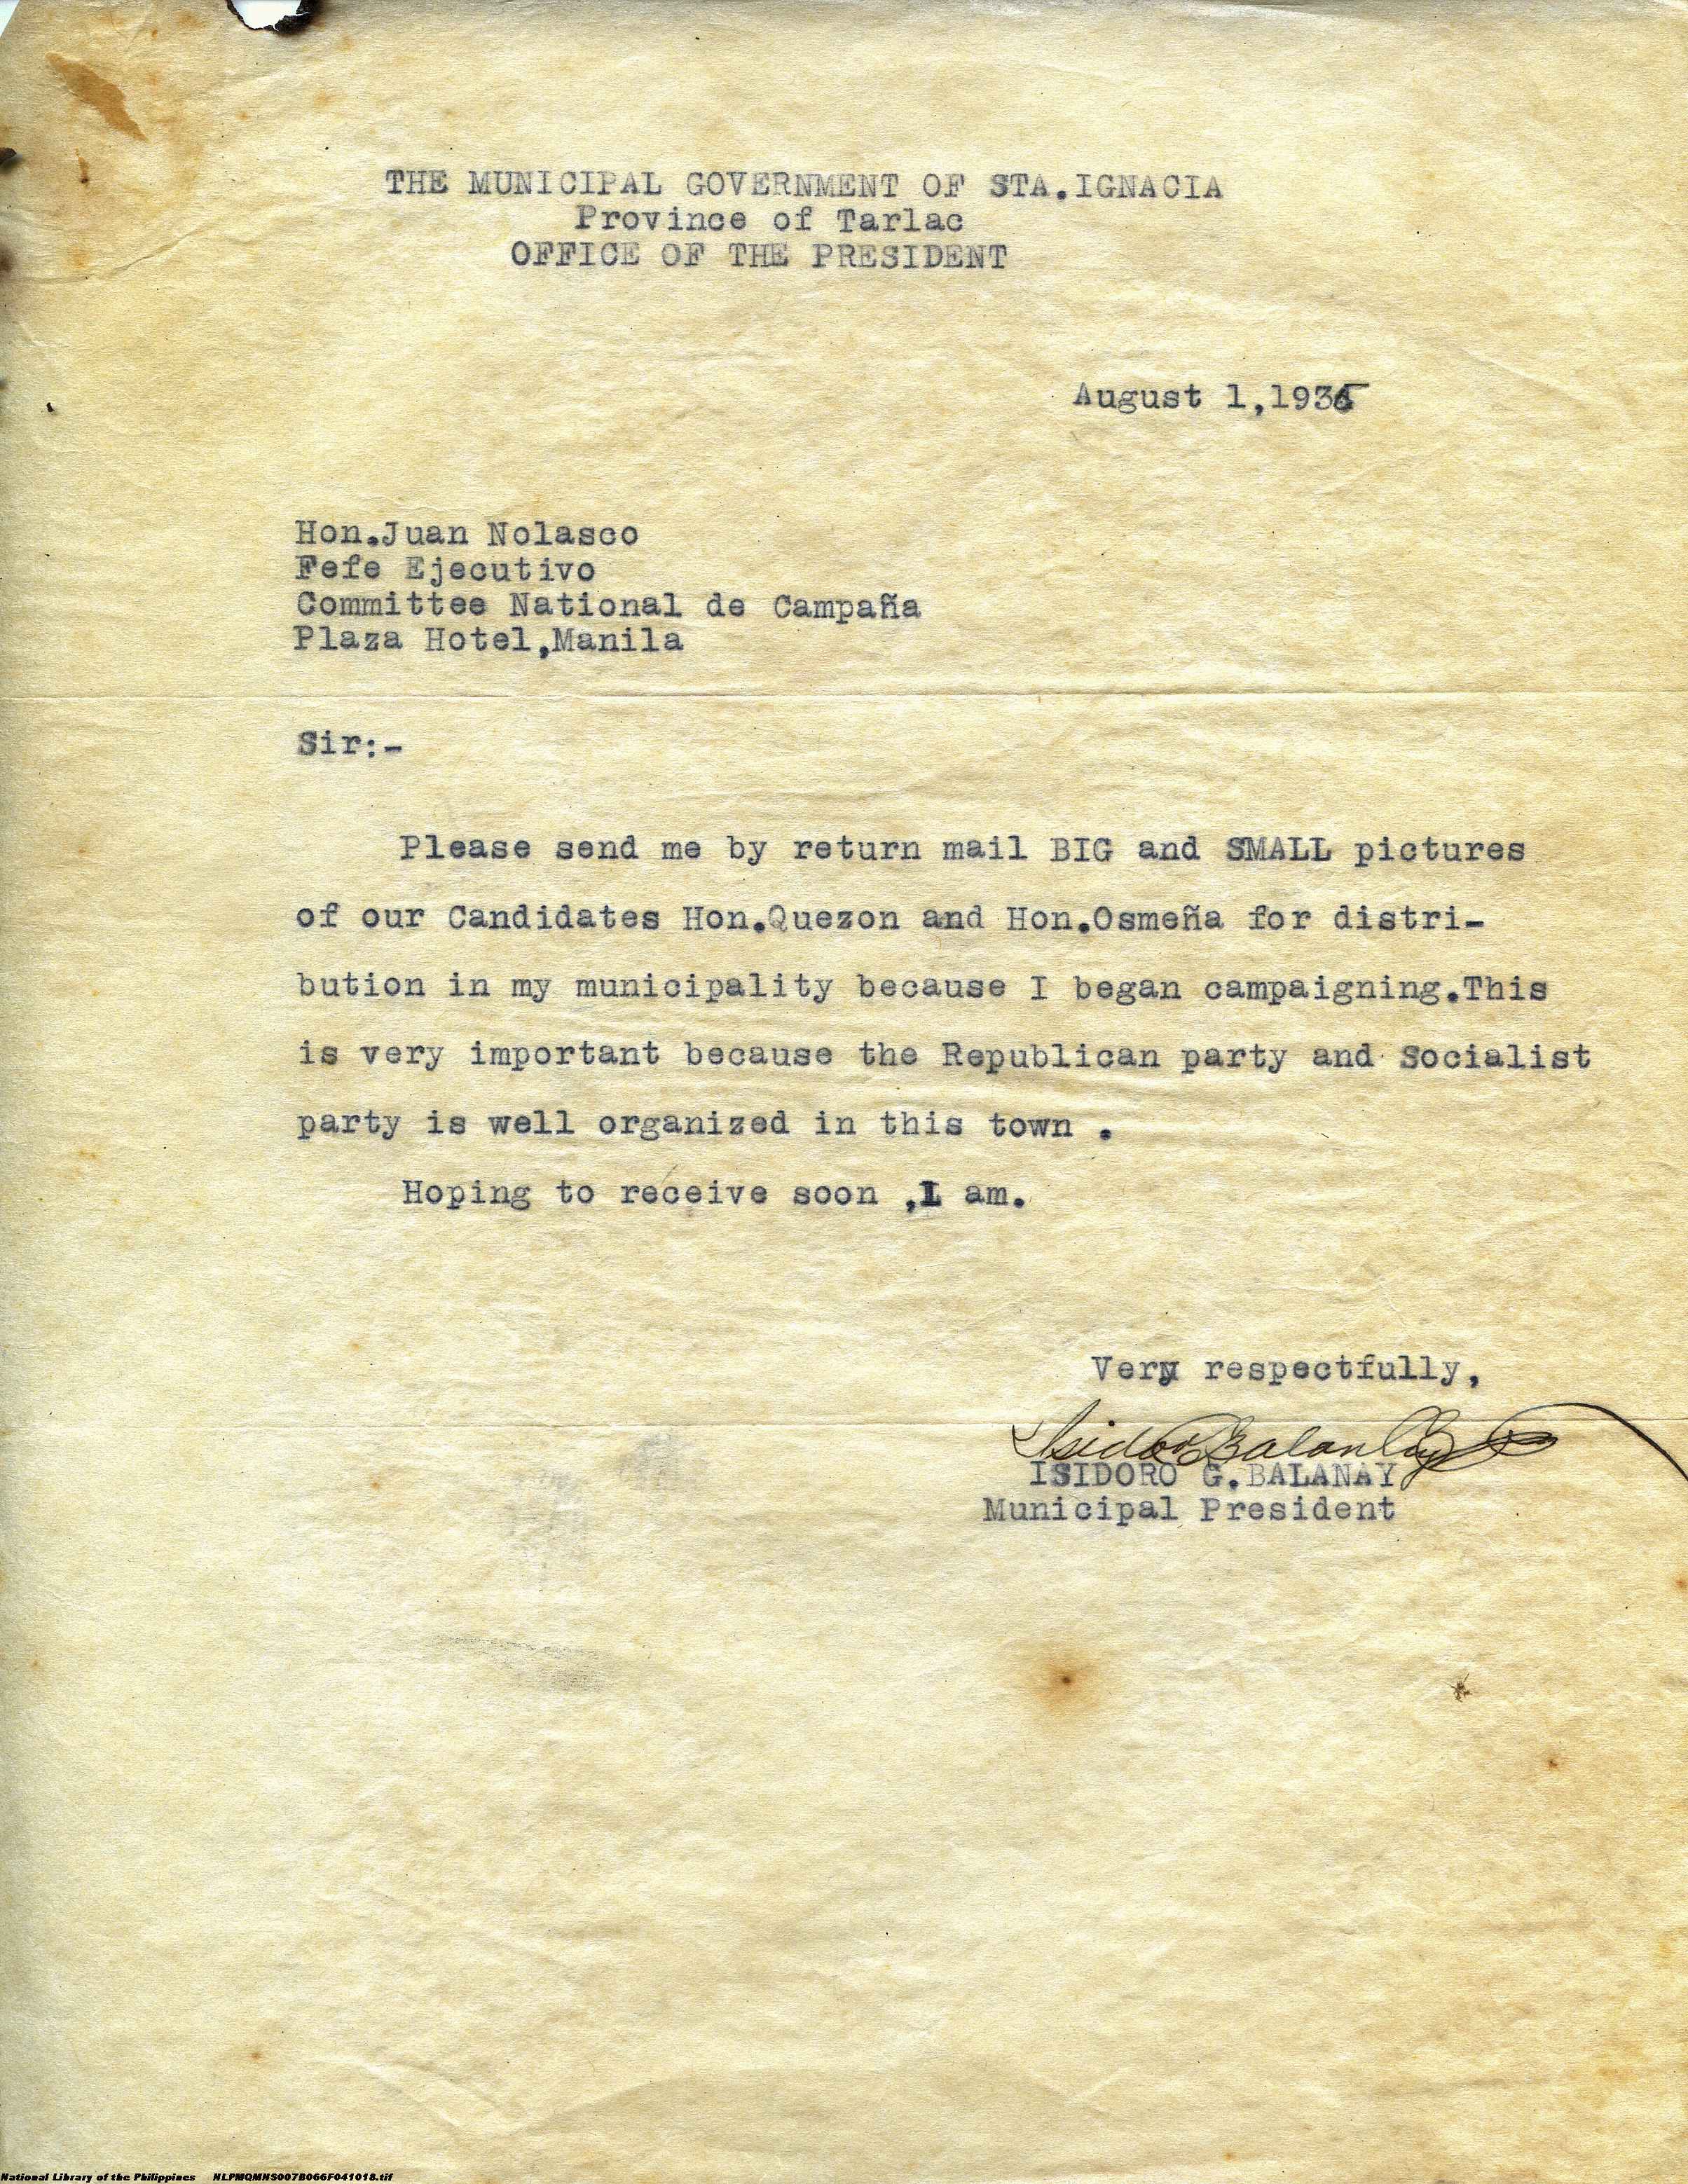 THE MUNICIPAL GOVERNMENT OF STA.IGNACIA
Province of Tarlac
OFFICE OF THE PRESIDENT
August 1,1935
Hon.Juan Nolasco
Fefe Ejecutivo
Committee National de Campaña
Plaza Hotel,Manila
Sir:-
Please send me by return mail BIG and SMALL pictures
of our Candidates Hon.Quezon and Hon.Osmeña for distri-
bution in my municipality because I began campaigning.This
is very important because the Republican party and Socialist
party is well organized in this town .
Hoping to receive soon ,I am.
Very respectfully,
Isidoro Balanay
ISIDORO G.BALANAY
Municipal President
National Library of the Philippines NLPMQMNS007B066F041018.tif